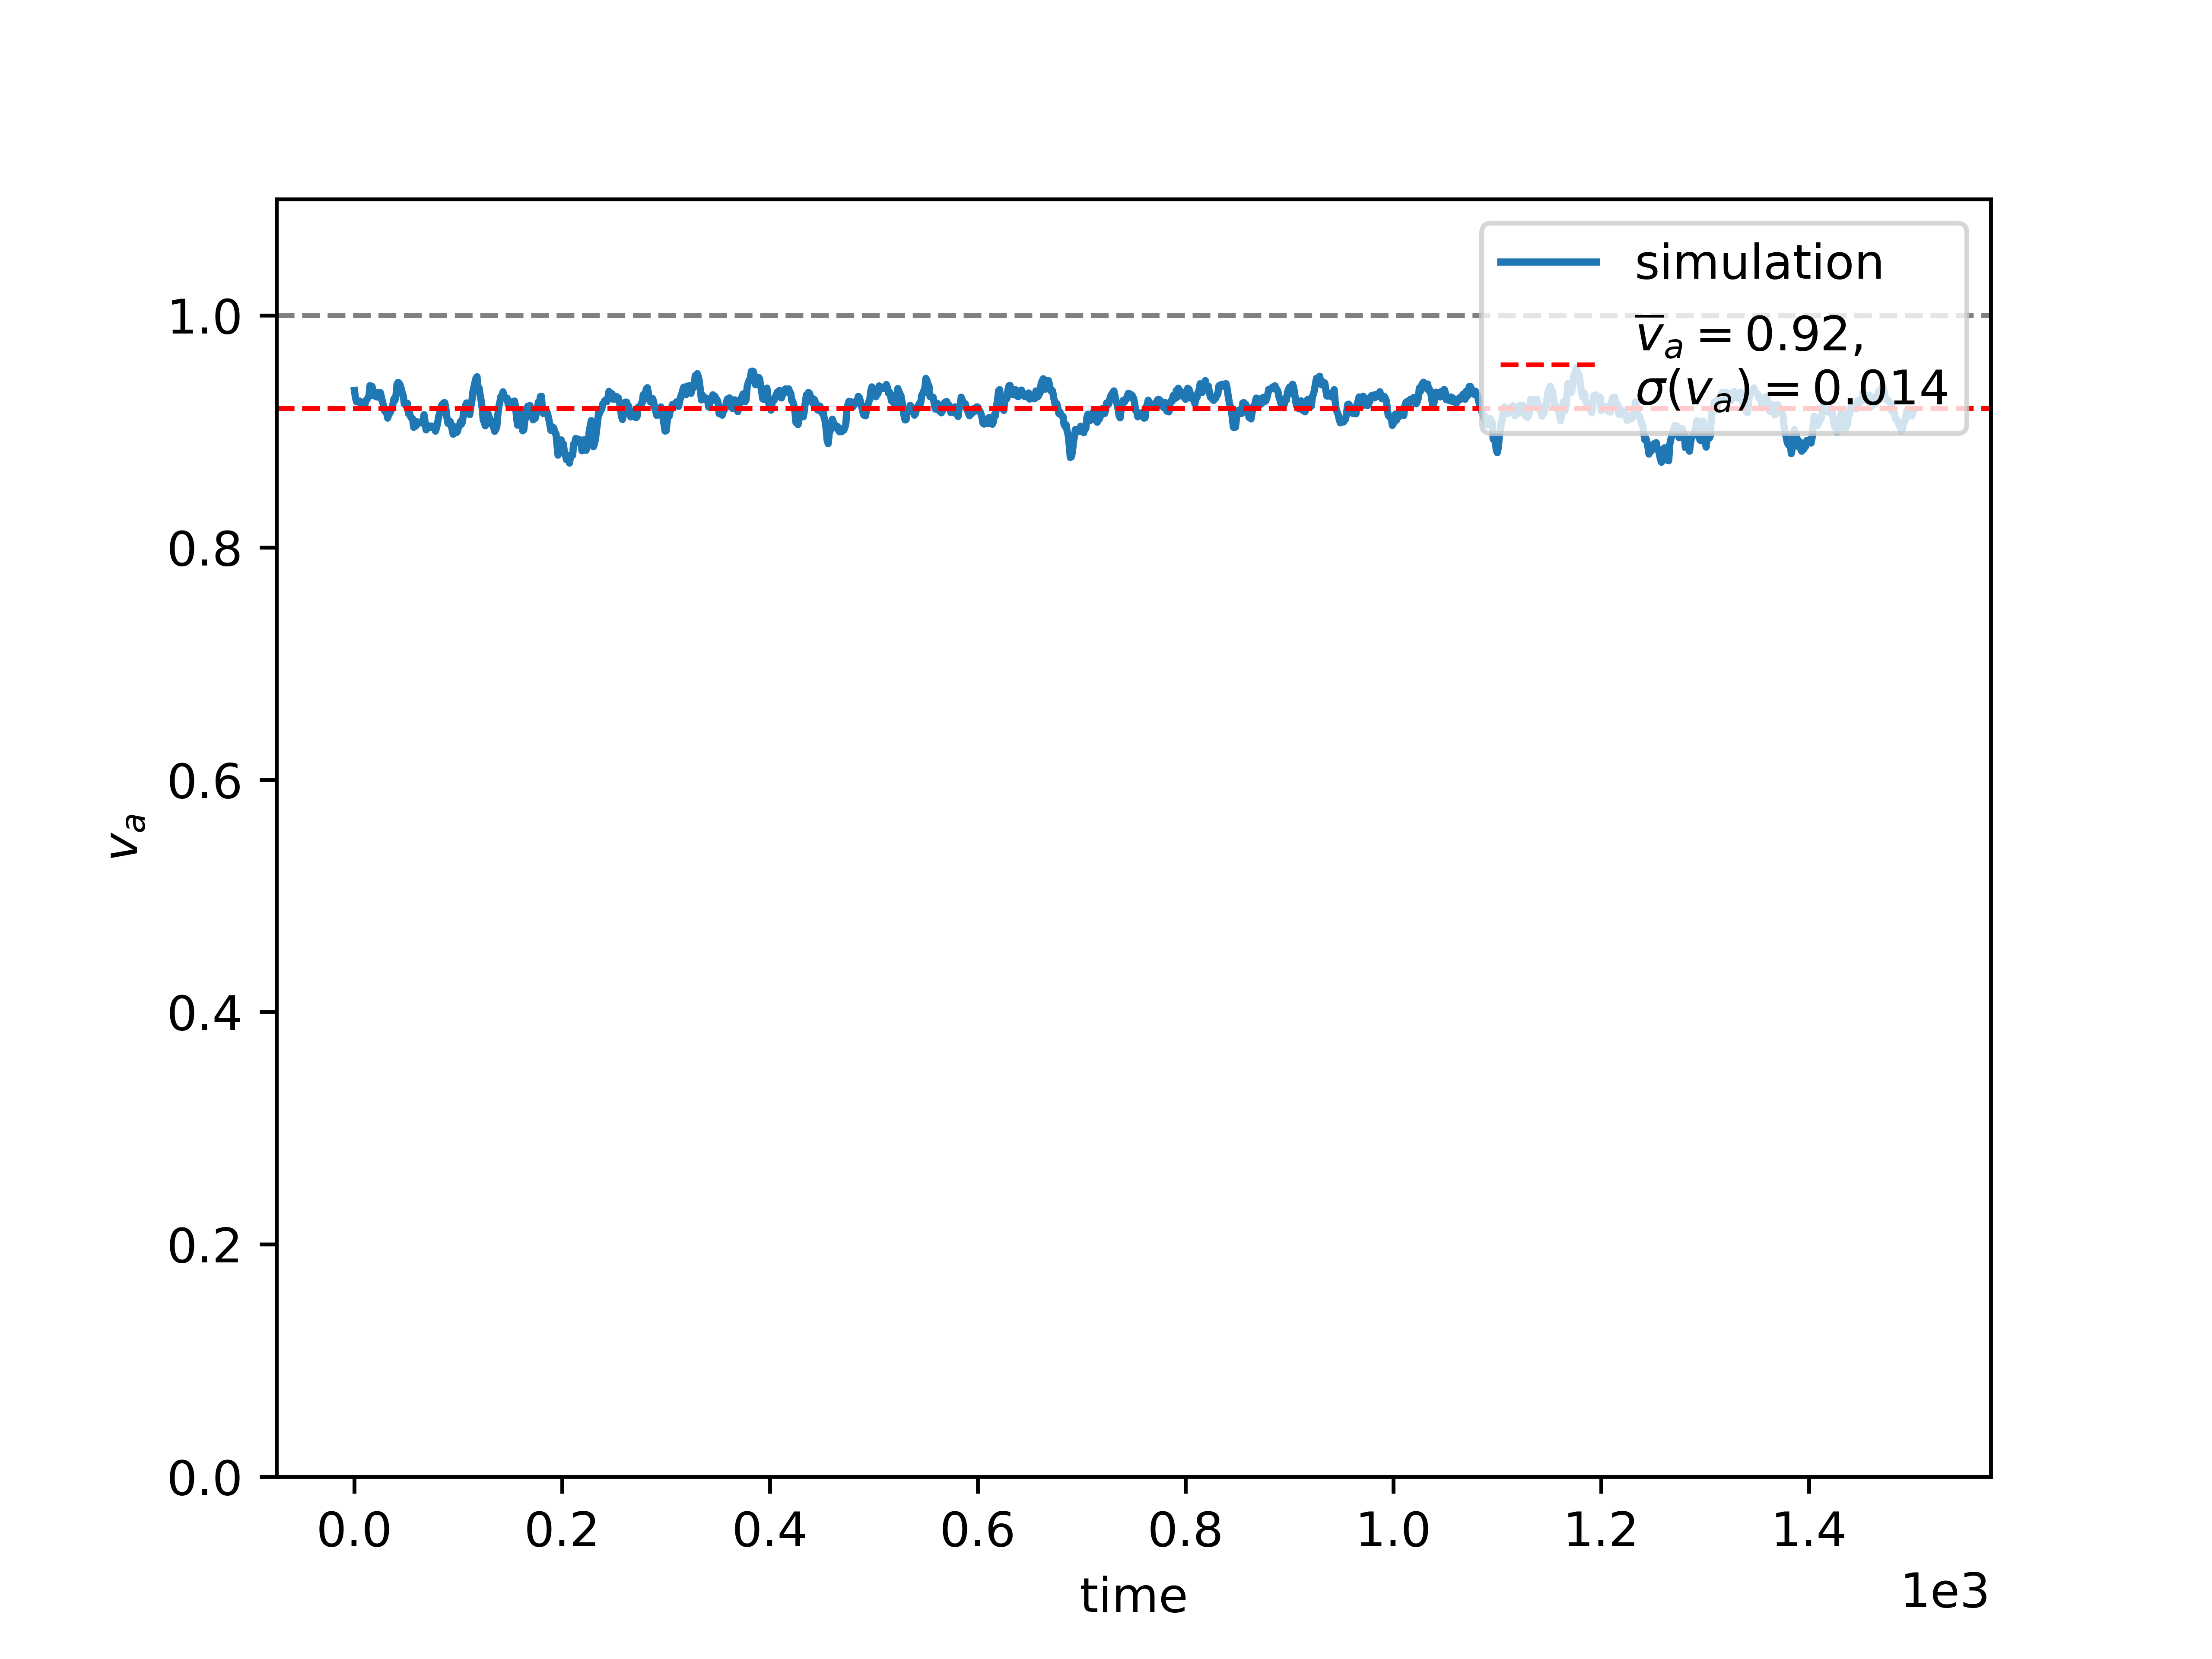 simulation
v̅ₐ = 0.92,
σ(vₐ) = 0.014
1.0
0.8
0.6
0.4
0.2
0.0
vₐ
0.0 0.2 0.4 0.6 0.8 1.0 1.2 1.4
time
1e3